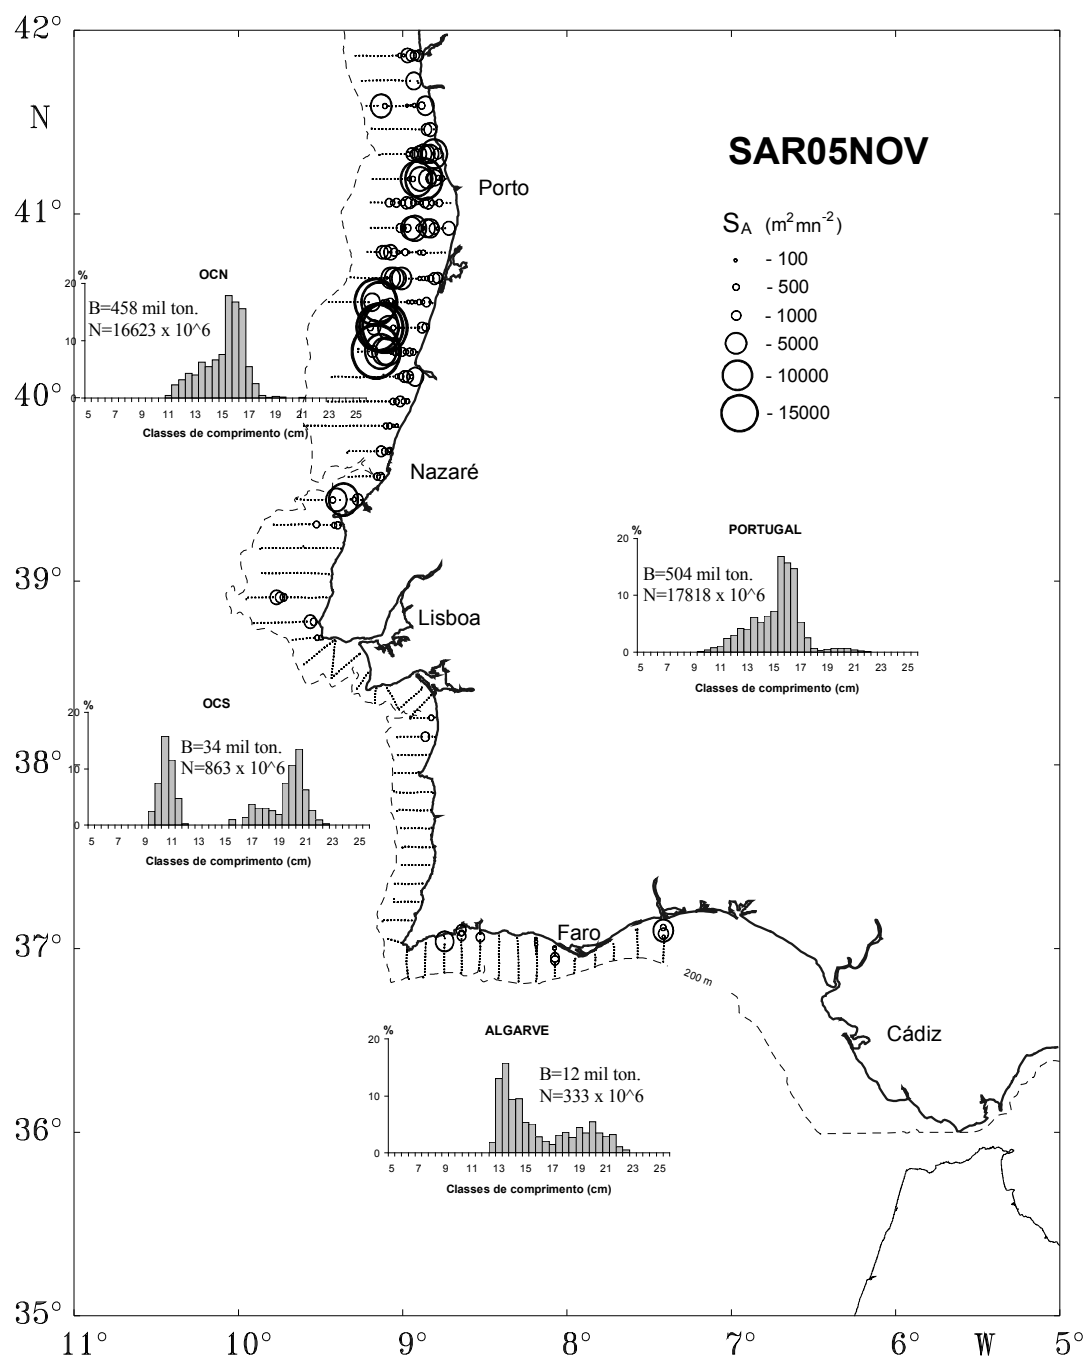 42°
N
SAR05NOV
Porto
41°
SA (m²mn⁻²)
- 100
- 500
- 1000
- 5000
- 10000
- 15000
OCN
%
20
10
0
B=458 mil ton.
N=16623 x 10^6
5 7 9 11 13 15 17 19 21 23 25
Classes de comprimento (cm)
40°
Nazaré
PORTUGAL
%
20
10
0
B=504 mil ton.
N=17818 x 10^6
5 7 9 11 13 15 17 19 21 23 25
Classes de comprimento (cm)
39°
Lisboa
OCS
%
20
10
0
B=34 mil ton.
N=863 x 10^6
5 7 9 11 13 15 17 19 21 23 25
Classes de comprimento (cm)
38°
37°
Faro
200 m
Cádiz
ALGARVE
%
20
10
0
B=12 mil ton.
N=333 x 10^6
5 7 9 11 13 15 17 19 21 23 25
Classes de comprimento (cm)
36°
35°
11° 10° 9° 8° 7° 6° W 5°